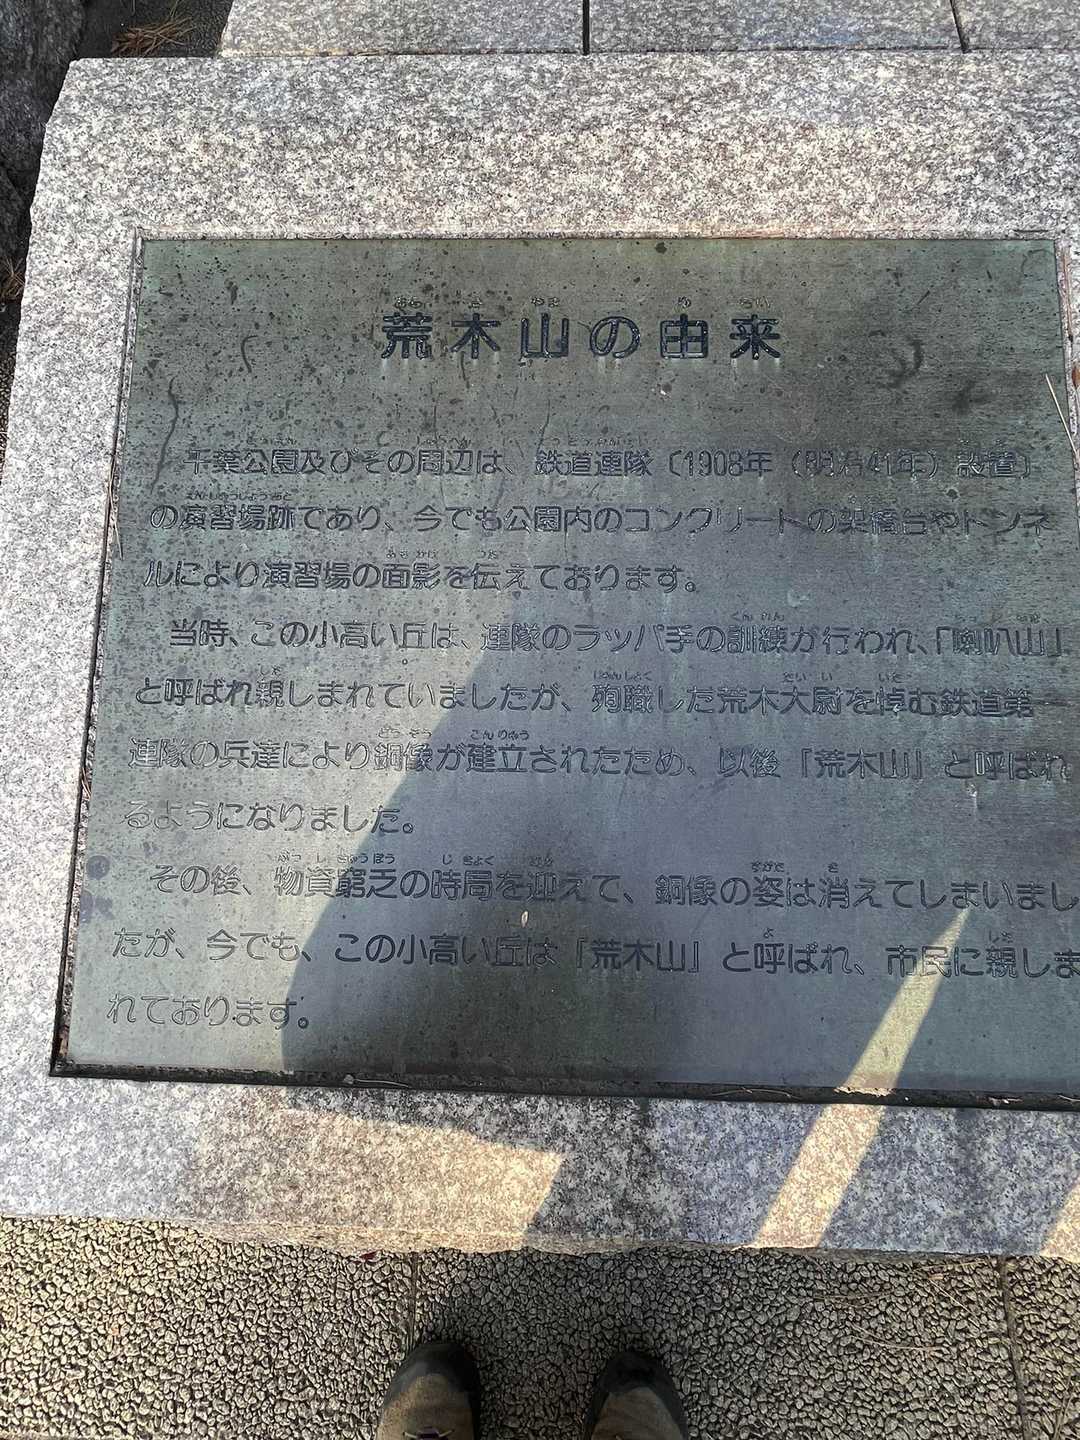 荒木山の由来
千葉公園及びその周辺は、鉄道連隊〔1908年（明治41年）設置〕
の演習場跡であり、今でも公園内のコンクリートの架橋台やトンネ
ルにより演習場の面影を伝えております。
当時、この小高い丘は、連隊のラッパ手の訓練が行われ、「喇叭山」
と呼ばれ親しまれていましたが、殉職した荒木大尉を悼む鉄道第一
連隊の兵達により銅像が建立されたため、以後「荒木山」と呼ばれ
るようになりました。
その後、物資窮乏の時局を迎えて、銅像の姿は消えてしまいまし
たが、今でも、この小高い丘は「荒木山」と呼ばれ、市民に親しま
れております。